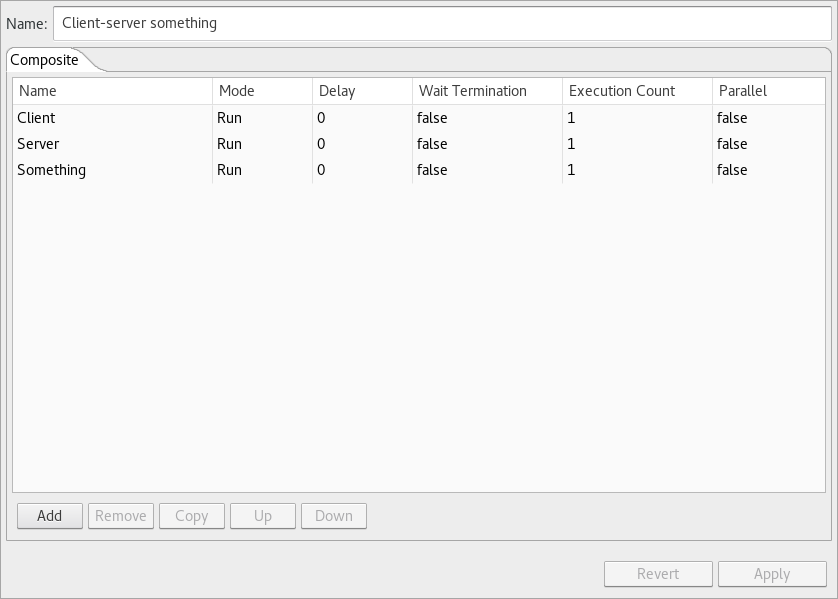 Name: Client-server something
Composite
Name Mode Delay Wait Termination Execution Count Parallel
Client Run 0 false 1 false
Server Run 0 false 1 false
Something Run 0 false 1 false
Add Remove Copy Up Down
Revert Apply